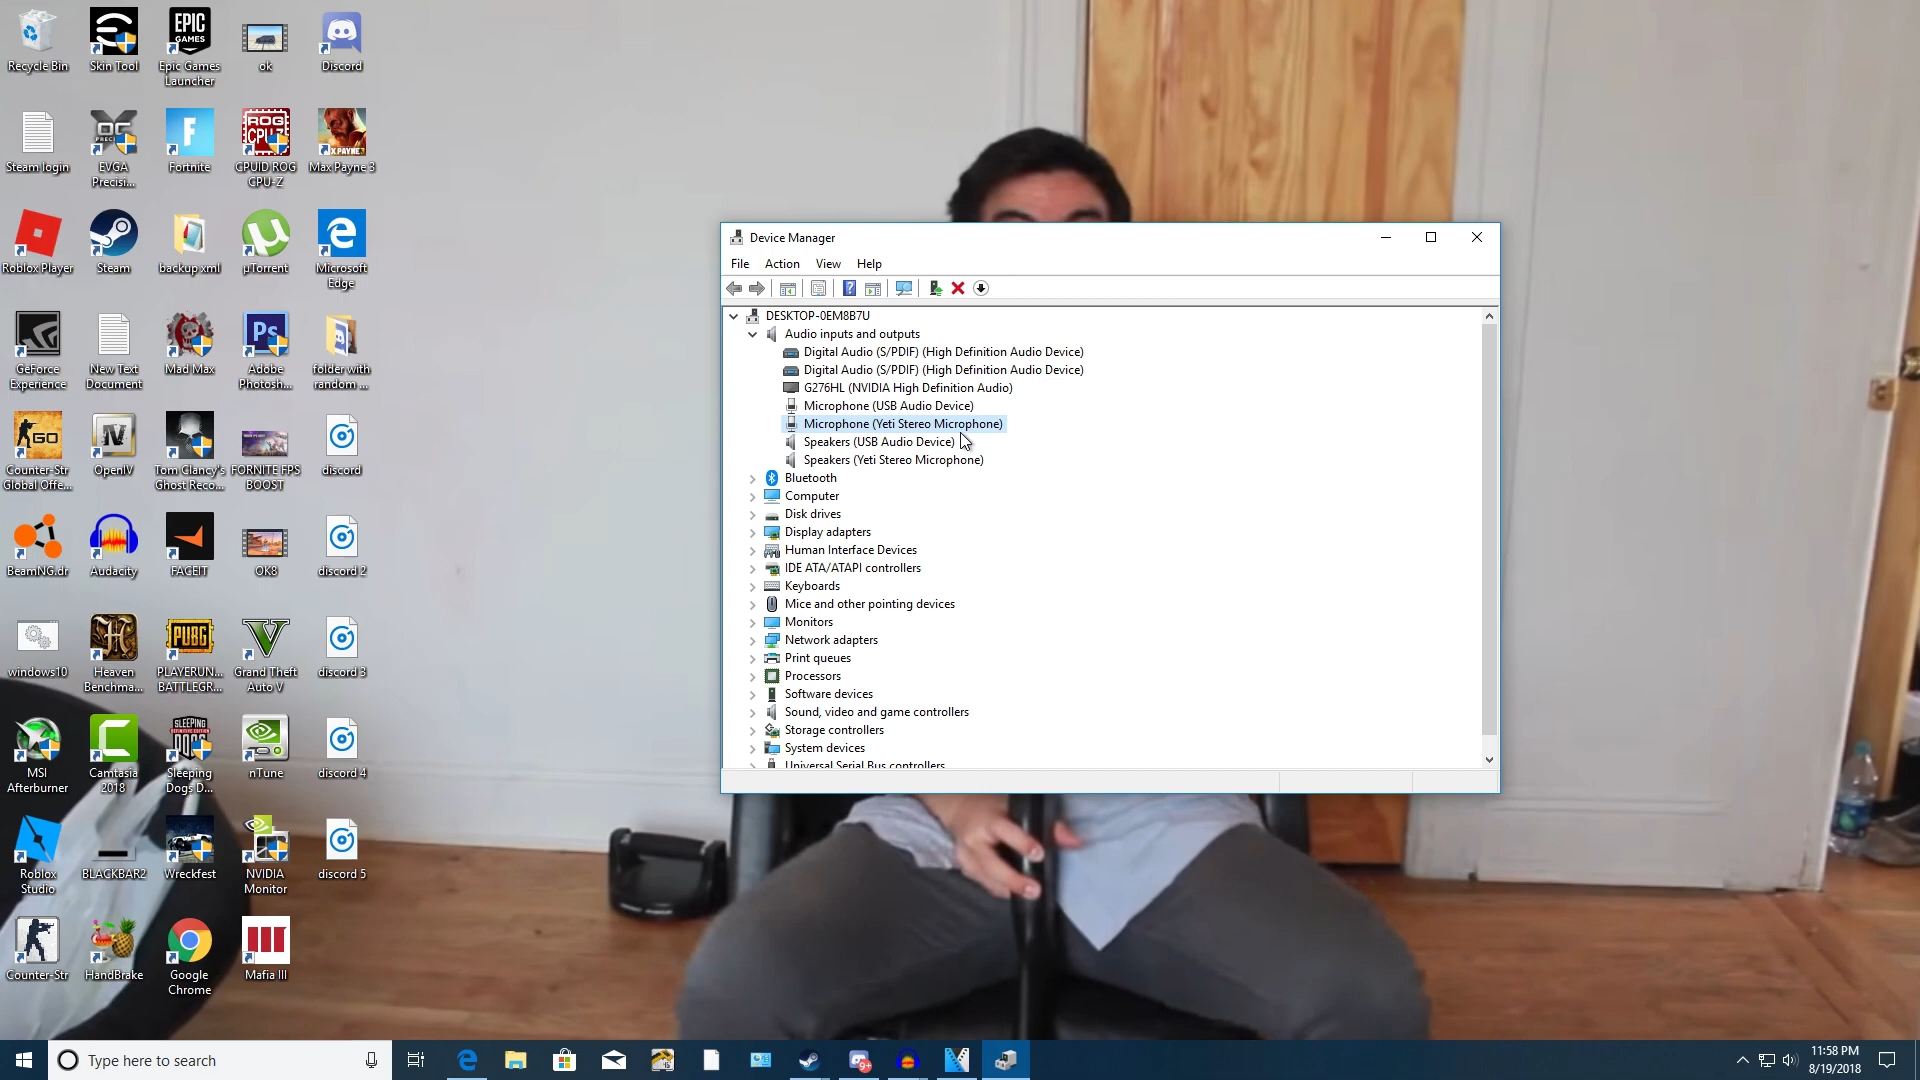 Recycle Bin
Skin Tool
EPIC
GAMES
Epic Games
Launcher
ok
Discord
Steam login
EVGA
Precisi...
Fortnite
CPUID ROG
CPU-Z
Max Payne 3
Roblox Player
Steam
backup xml
µTorrent
Microsoft
Edge
GeForce
Experience
New Text
Document
Mad Max
Adobe
Photosh...
folder with
random ...
Counter-Str
Global Offe...
OpenIV
Tom Clancy's
Ghost Reco...
FORNITE FPS
BOOST
discord
BeamNG.dr
Audacity
FACEIT
OK8
discord 2
windows10
Heaven
Benchma...
PLAYERUN...
BATTLEGR...
Grand Theft
Auto V
discord 3
MSI
Afterburner
Camtasia
2018
Sleeping
Dogs D...
nTune
discord 4
Roblox
Studio
BLACKBAR2
Wreckfest
NVIDIA
Monitor
discord 5
Counter-Str
HandBrake
Google
Chrome
Mafia III
Device Manager
File Action View Help
DESKTOP-0EM8B7U
Audio inputs and outputs
Digital Audio (S/PDIF) (High Definition Audio Device)
Digital Audio (S/PDIF) (High Definition Audio Device)
G276HL (NVIDIA High Definition Audio)
Microphone (USB Audio Device)
Microphone (Yeti Stereo Microphone)
Speakers (USB Audio Device)
Speakers (Yeti Stereo Microphone)
Bluetooth
Computer
Disk drives
Display adapters
Human Interface Devices
IDE ATA/ATAPI controllers
Keyboards
Mice and other pointing devices
Monitors
Network adapters
Print queues
Processors
Software devices
Sound, video and game controllers
Storage controllers
System devices
Universal Serial Bus controllers
Type here to search
11:58 PM
8/19/2018